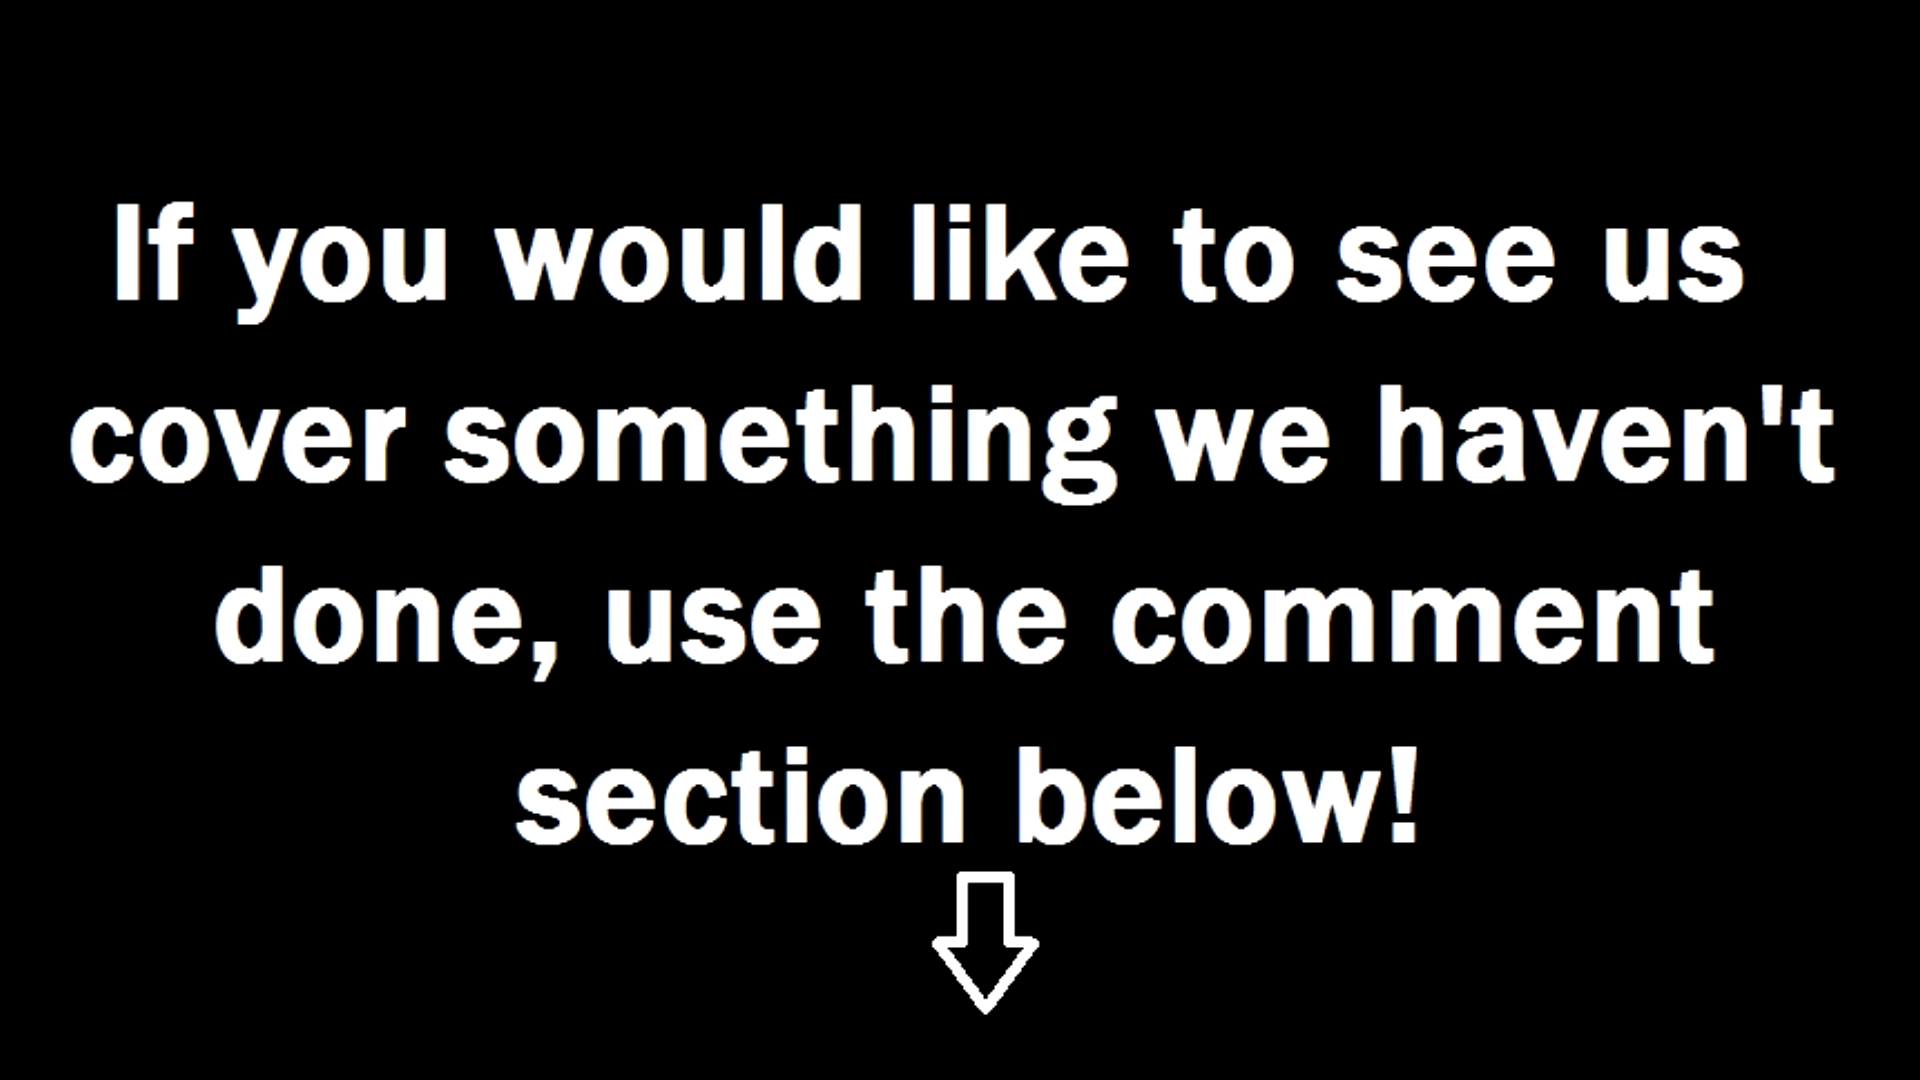 If you would like to see us
cover something we haven't
done, use the comment
section below!